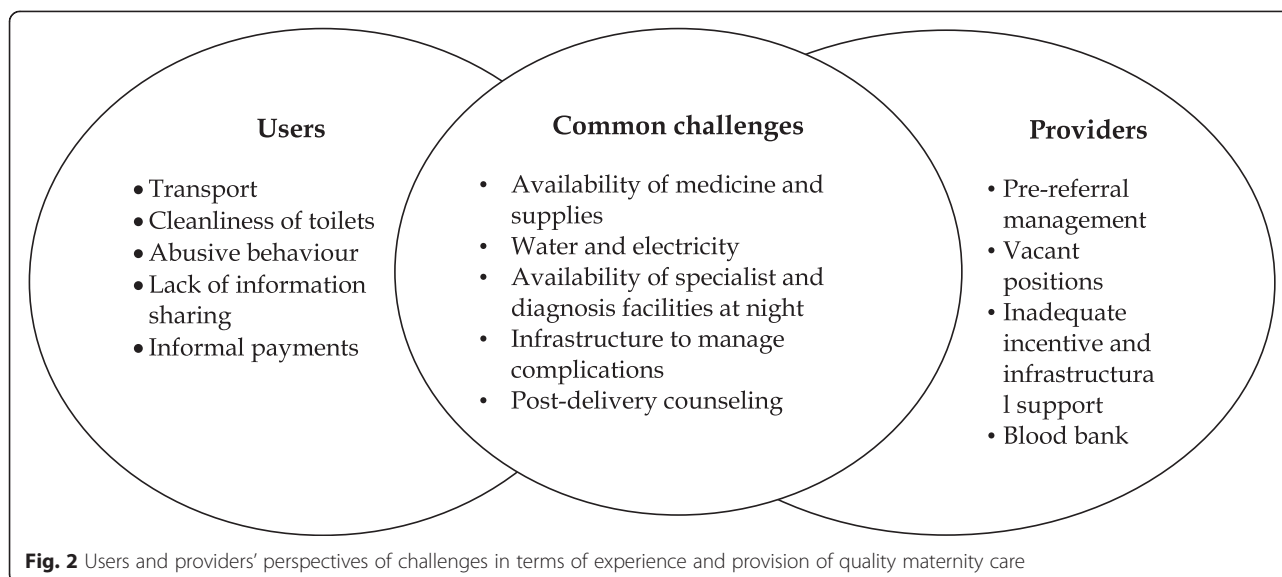 Users
• Transport
• Cleanliness of toilets
• Abusive behaviour
• Lack of information
sharing
• Informal payments
Common challenges
• Availability of medicine and
supplies
• Water and electricity
• Availability of specialist and
diagnosis facilities at night
• Infrastructure to manage
complications
• Post-delivery counseling
Providers
• Pre-referral
management
• Vacant
positions
• Inadequate
incentive and
infrastructura
l support
• Blood bank
Fig. 2 Users and providers' perspectives of challenges in terms of experience and provision of quality maternity care